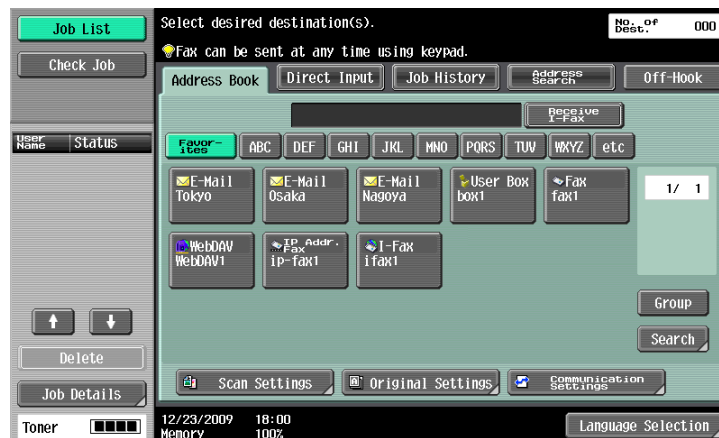 Job List
Check Job
User Name Status
Delete
Job Details
Toner
Select desired destination(s).
No. of Dest. 000
Fax can be sent at any time using keypad.
Address Book Direct Input Job History Address Search Off-Hook
Receive I-Fax
Favor-ites ABC DEF GHI JKL MNO PQRS TUV WXYZ etc
E-Mail Tokyo
E-Mail Osaka
E-Mail Nagoya
User Box box1
Fax fax1
1/ 1
WebDAV WebDAV1
IP Addr. Fax ip-fax1
I-Fax ifax1
Group
Search
Scan Settings Original Settings Communication Settings
12/23/2009 18:00
Memory 100%
Language Selection